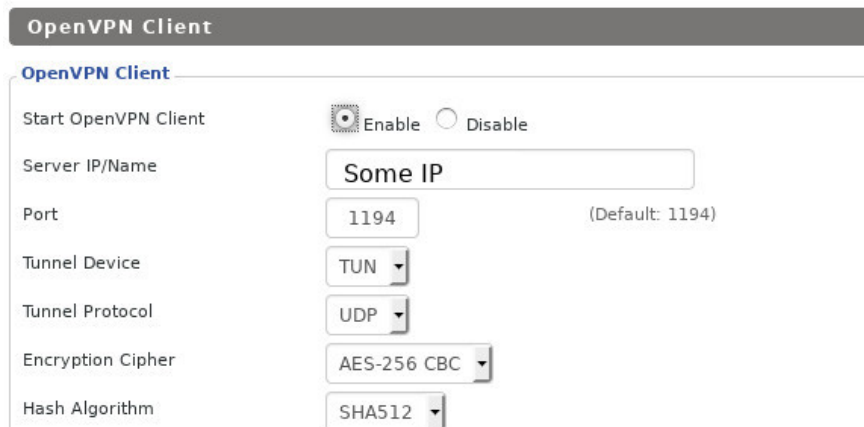 OpenVPN Client
OpenVPN Client
Start OpenVPN Client Enable Disable
Server IP/Name Some IP
Port 1194 (Default: 1194)
Tunnel Device TUN
Tunnel Protocol UDP
Encryption Cipher AES-256 CBC
Hash Algorithm SHA512